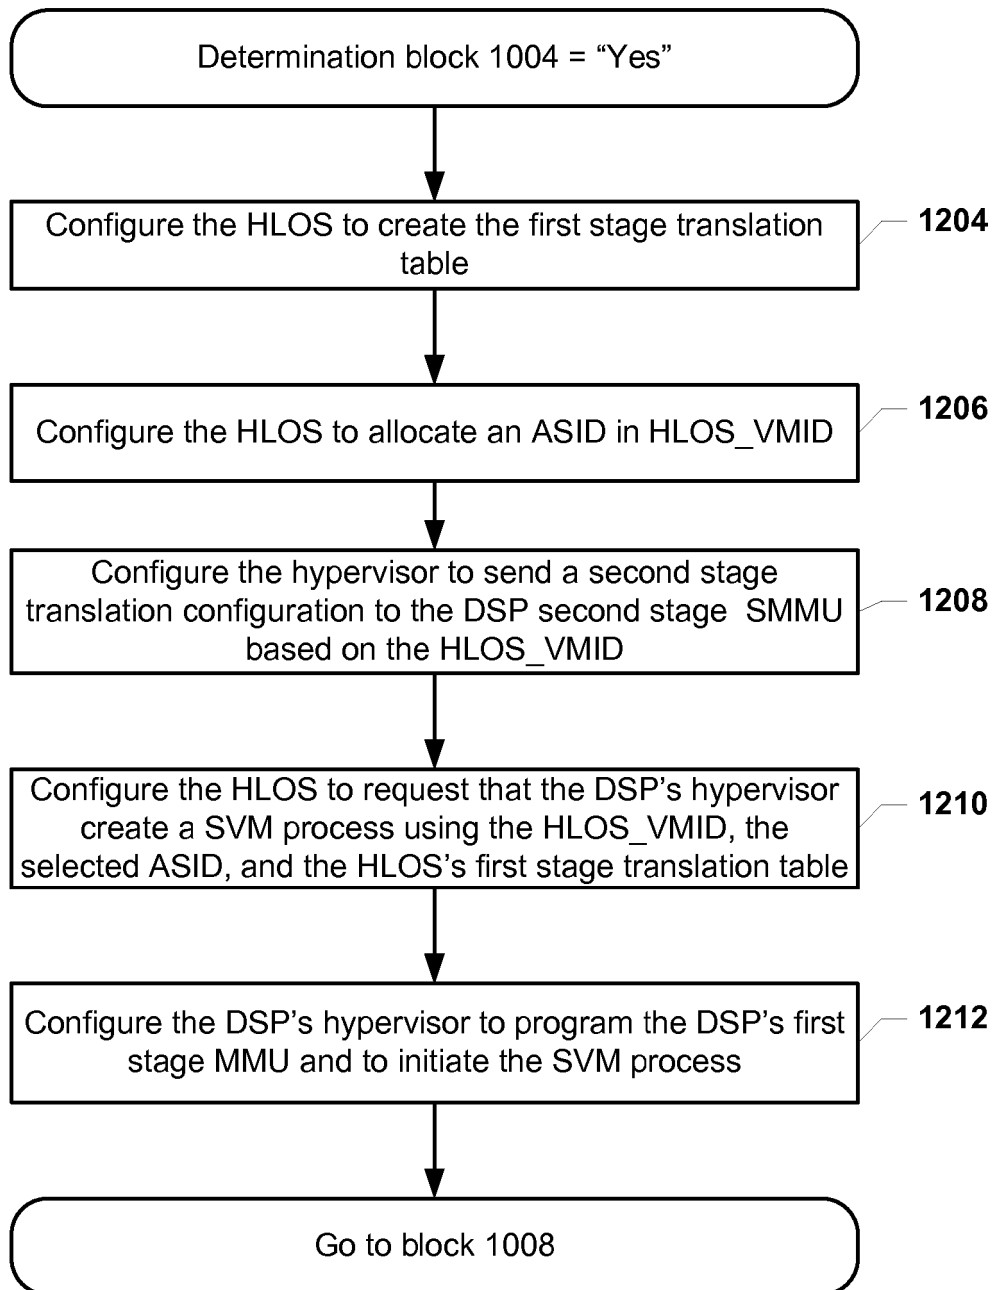 Determination block 1004 = “Yes”
Configure the HLOS to create the first stage translation
table
1204
Configure the HLOS to allocate an ASID in HLOS_VMID
1206
Configure the hypervisor to send a second stage
translation configuration to the DSP second stage  SMMU
based on the HLOS_VMID
1208
Configure the HLOS to request that the DSP’s hypervisor
create a SVM process using the HLOS_VMID, the
selected ASID, and the HLOS’s first stage translation table
1210
Configure the DSP’s hypervisor to program the DSP’s first
stage MMU and to initiate the SVM process
1212
Go to block 1008